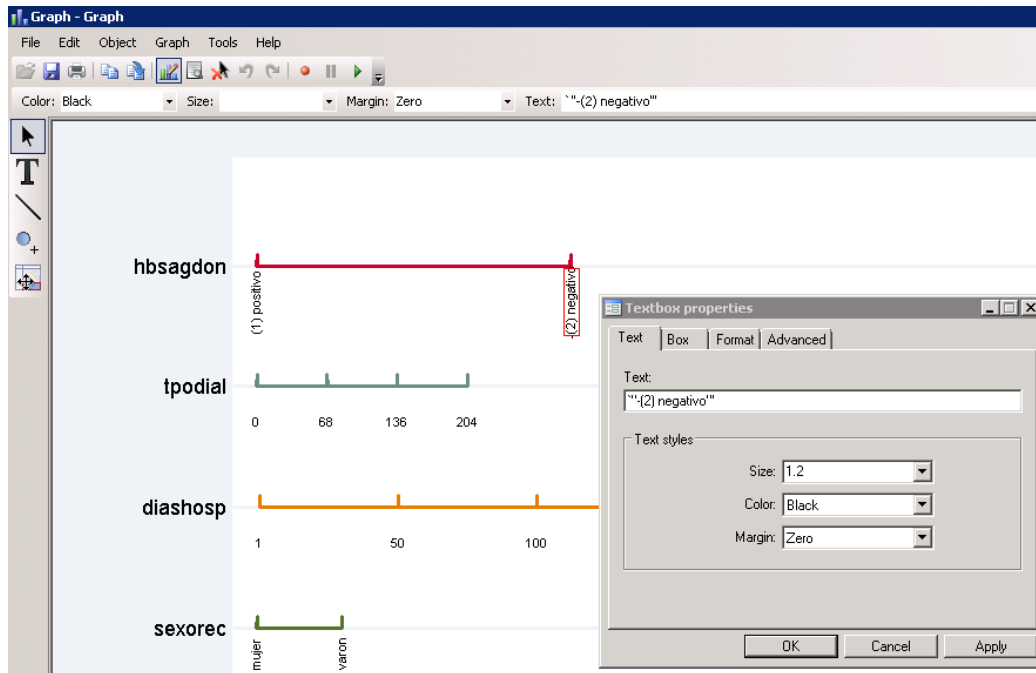 Graph - Graph
File Edit Object Graph Tools Help
Color: Black Size: Margin: Zero Text: `"-(2) negativo"'
T
hbsagdon
(1) positivo
-(2) negativo
Textbox properties
Text Box Format Advanced
Text:
`"-(2) negativo"'
Text styles
Size: 1.2
Color: Black
Margin: Zero
OK Cancel Apply
tpodial
0 68 136 204
diashosp
1 50 100
sexorec
mujer
varon